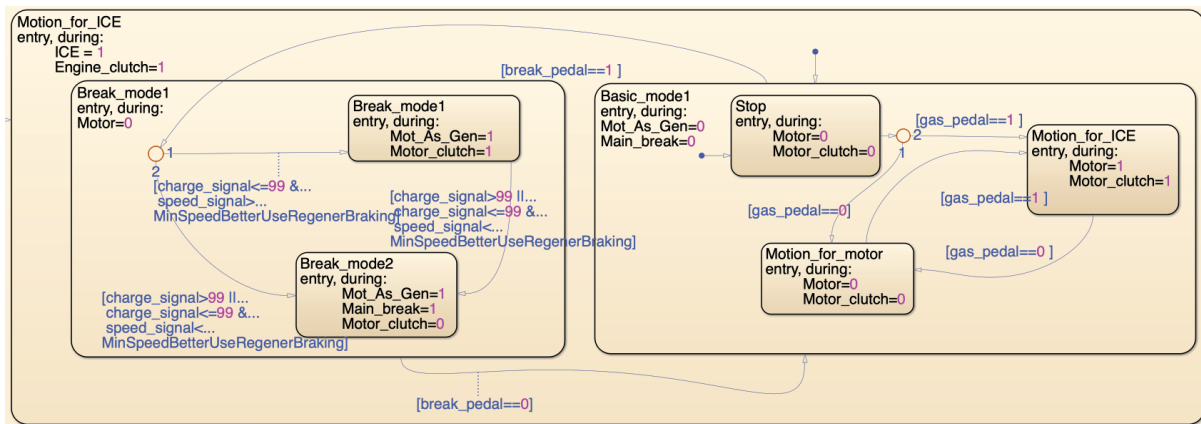 Motion_for_ICE
entry, during:
ICE = 1
Engine_clutch=1
[break_pedal==1 ]
Break_mode1
entry, during:
Motor=0
1
2
Break_mode1
entry, during:
Mot_As_Gen=1
Motor_clutch=1
[charge_signal<=99 &...
speed_signal>...
MinSpeedBetterUseRegenerBraking]
[charge_signal>99 ||...
charge_signal<=99 &...
speed_signal<...
MinSpeedBetterUseRegenerBraking]
Break_mode2
entry, during:
Mot_As_Gen=1
Main_break=1
Motor_clutch=0
[charge_signal>99 ||...
charge_signal<=99 &...
speed_signal<...
MinSpeedBetterUseRegenerBraking]
[break_pedal==0]
Basic_mode1
entry, during:
Mot_As_Gen=0
Main_break=0
Stop
entry, during:
Motor=0
Motor_clutch=0
2
1
[gas_pedal==1 ]
Motion_for_ICE
entry, during:
Motor=1
Motor_clutch=1
[gas_pedal==0]
[gas_pedal==1 ]
Motion_for_motor
entry, during:
Motor=0
Motor_clutch=0
[gas_pedal==0 ]